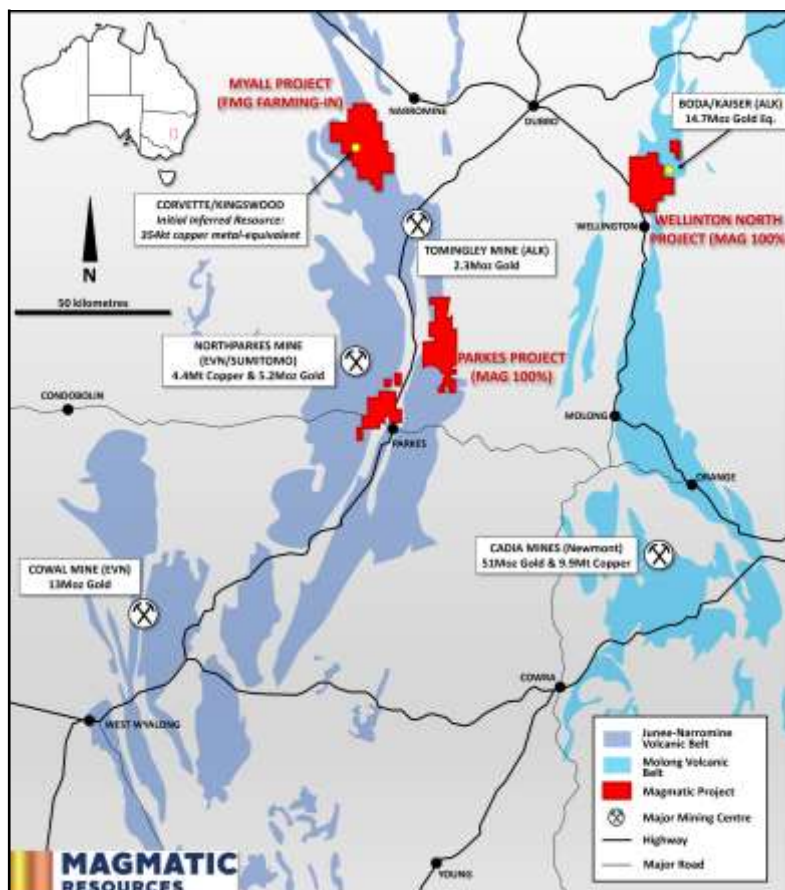 MYALL PROJECT
(FMG FARMING-IN)
NARROMINE
DUBBO
BODA/KAISER (ALK)
14.7Moz Gold Eq.
CORVETTE/KINGSWOOD
Initial Inferred Resource:
354kt copper metal-equivalent
N
50 kilometres
TOMINGLEY MINE (ALK)
2.3Moz Gold
WELLINGTON
WELLINTON NORTH
PROJECT (MAG 100%
NORTHPARKES MINE
(EVN/SUMITOMO)
4.4Mt Copper & 5.2Moz Gold
PARKES PROJECT
(MAG 100%)
CONDOBOLIN
PARKES
MOLONG
ORANGE
COWAL MINE (EVN)
13Moz Gold
CADIA MINES (Newmont)
51Moz Gold & 9.9Mt Copper
COWRA
WEST WYALONG
YOUNG
Junee-Narromine
Volcanic Belt
Molong Volcanic
Belt
Magmatic Project
Major Mining Centre
Highway
Major Road
MAGMATIC
RESOURCES